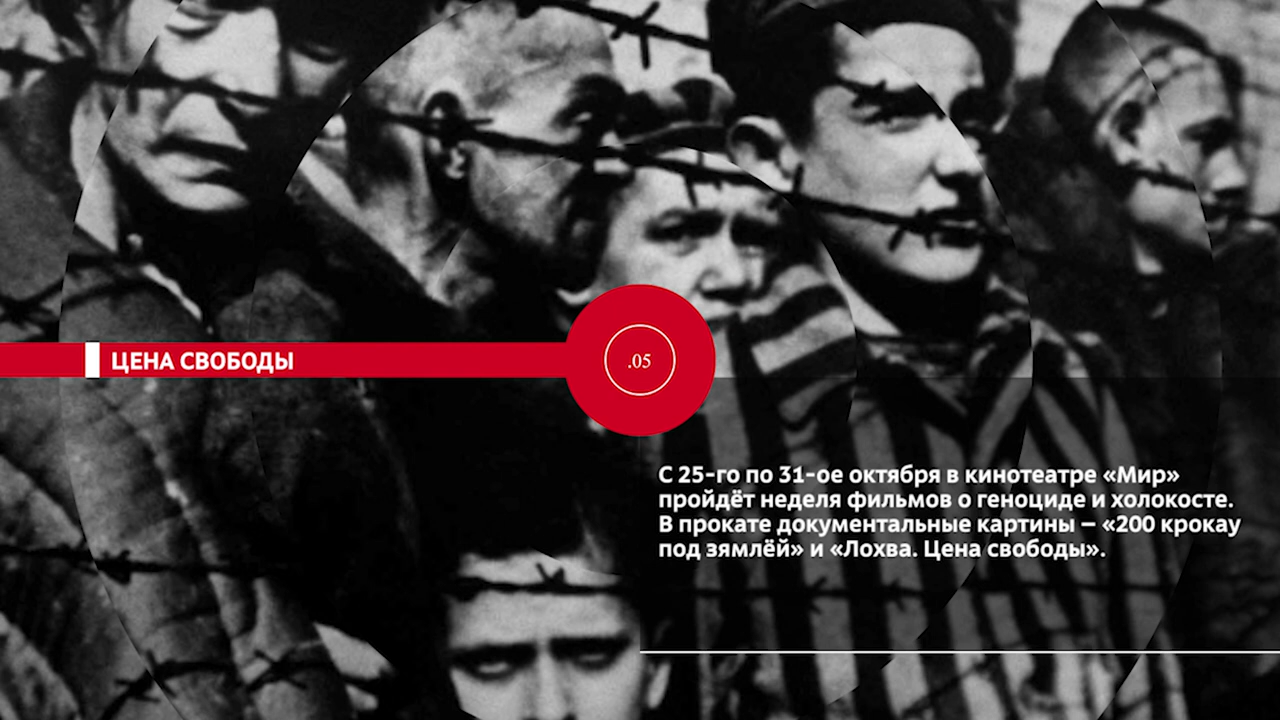 ЦЕНА СВОБОДЫ
.05
С 25-го по 31-ое октября в кинотеатре «Мир»
пройдёт неделя фильмов о геноциде и холокосте.
В прокате документальные картины – «200 крокау
под зямлёй» и «Лохва. Цена свободы».